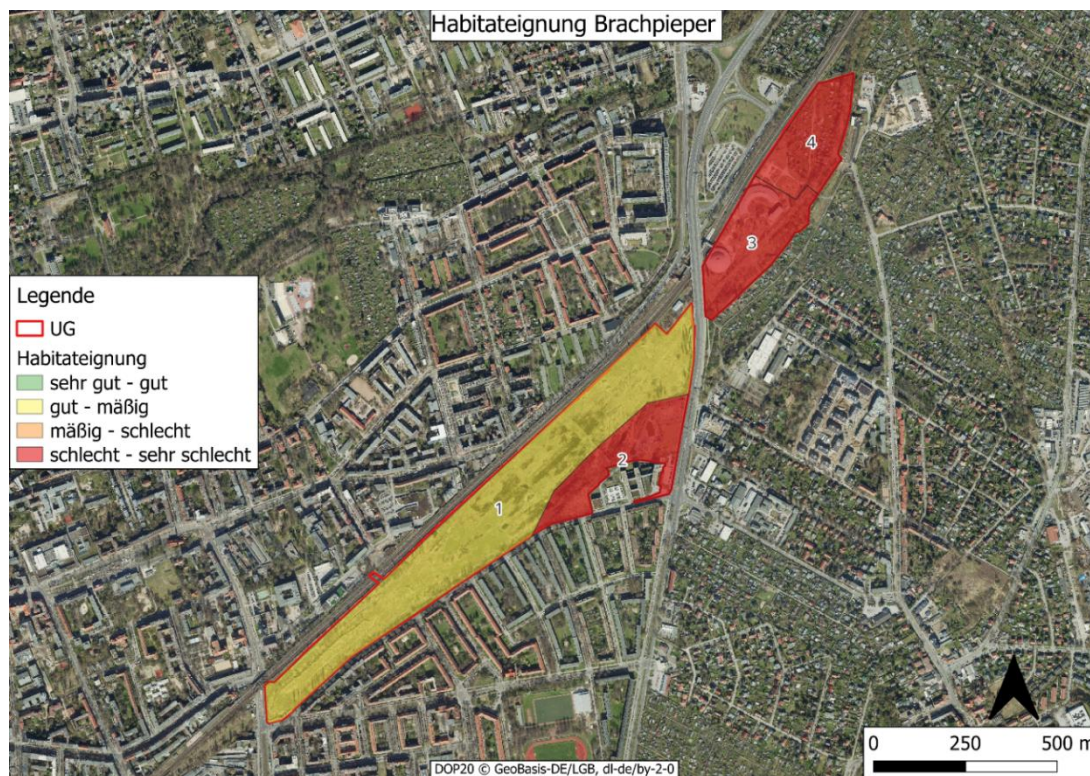 Habitateignung Brachpieper
4
3
Legende
UG
Habitateignung
sehr gut - gut
gut - mäßig
mäßig - schlecht
schlecht - sehr schlecht
2
1
0 250 500 m
DOP20 © GeoBasis-DE/LGB, dl-de/by-2-0